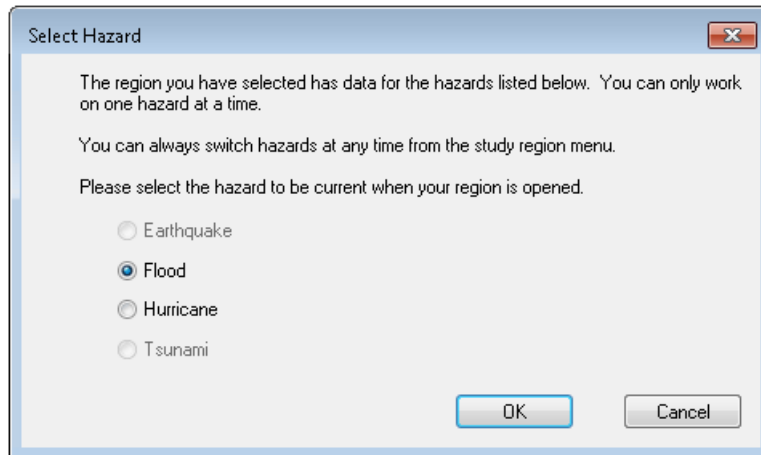 Select Hazard
The region you have selected has data for the hazards listed below. You can only work
on one hazard at a time.
You can always switch hazards at any time from the study region menu.
Please select the hazard to be current when your region is opened.
Earthquake
Flood
Hurricane
Tsunami
OK Cancel